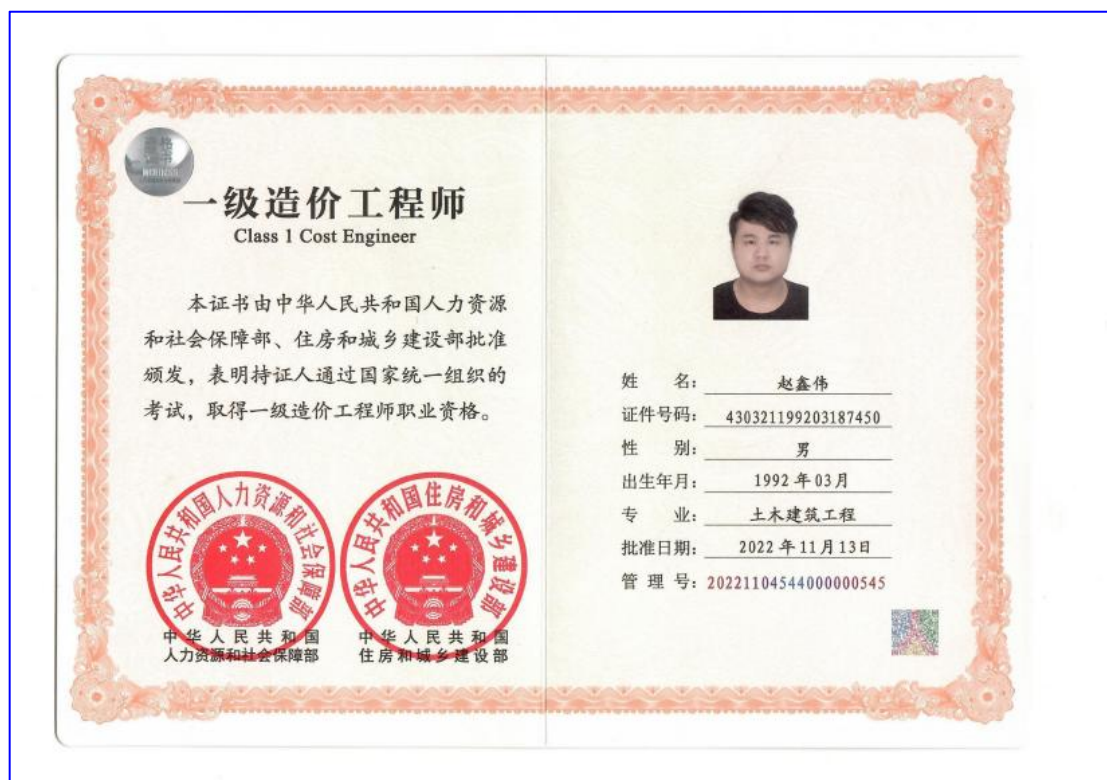 一级造价工程师
Class 1 Cost Engineer
本证书由中华人民共和国人力资源
和社会保障部、住房和城乡建设部批准
颁发，表明持证人通过国家统一组织的
考试，取得一级造价工程师职业资格。
中华人民共和国人力资源和社会保障部
中华人民共和国住房和城乡建设部
中华人民共和国
人力资源和社会保障部
中华人民共和国
住房和城乡建设部
姓 名：赵鑫伟
证件号码：430321199203187450
性 别：男
出生年月：1992年03月
专 业：土木建筑工程
批准日期：2022年11月13日
管 理 号：20221104544000000545